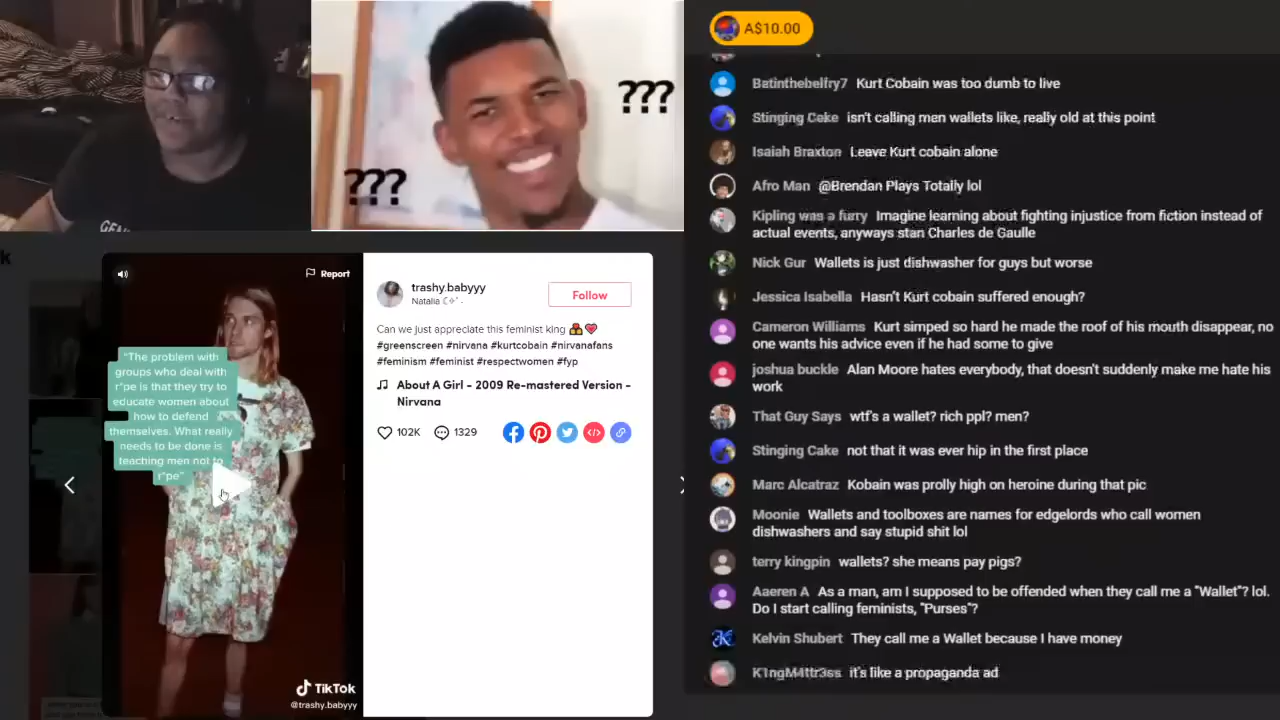 A$10.00
???
???
GEN
k
Report
"The problem with
groups who deal with
r*pe is that they try to
educate women about
how to defend
themselves. What really
needs to be done is
teaching men not to
r*pe"
TikTok
@trashy.babyyy
trashy.babyyy
Natalia ☾✧˚ ·
Follow
Can we just appreciate this feminist king
#greenscreen #nirvana #kurtcobain #nirvanafans
#feminism #feminist #respectwomen #fyp
About A Girl - 2009 Re-mastered Version -
Nirvana
102K
1329
Batinthebelfry7 Kurt Cobain was too dumb to live
Stinging Cake isn't calling men wallets like, really old at this point
Isaiah Braxton Leave Kurt cobain alone
Afro Man @Brendan Plays Totally lol
Kipling was a furry Imagine learning about fighting injustice from fiction instead of
actual events, anyways stan Charles de Gaulle
Nick Gur Wallets is just dishwasher for guys but worse
Jessica Isabella Hasn't Kurt cobain suffered enough?
Cameron Williams Kurt simped so hard he made the roof of his mouth disappear, no
one wants his advice even if he had some to give
joshua buckle Alan Moore hates everybody, that doesn't suddenly make me hate his
work
That Guy Says wtf's a wallet? rich ppl? men?
Stinging Cake not that it was ever hip in the first place
Marc Alcatraz Kobain was prolly high on heroine during that pic
Moonie Wallets and toolboxes are names for edgelords who call women
dishwashers and say stupid shit lol
terry kingpin wallets? she means pay pigs?
Aaeren A As a man, am I supposed to be offended when they call me a "Wallet"? lol.
Do I start calling feminists, "Purses"?
Kelvin Shubert They call me a Wallet because I have money
K1ngM4ttr3ss it's like a propaganda ad